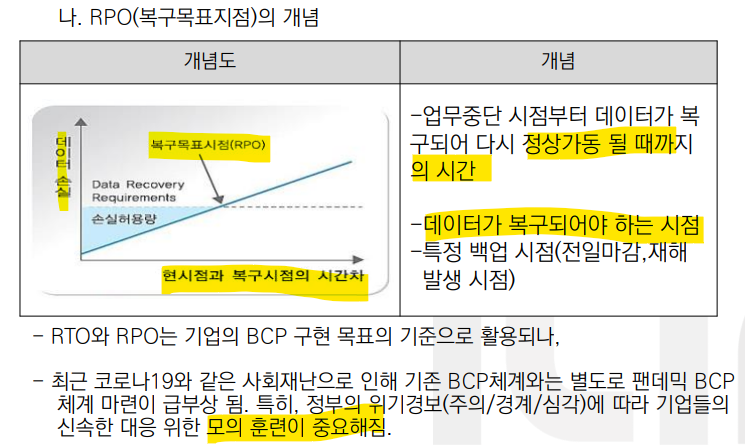 나. RPO(복구목표지점)의 개념
개념도
개념
데이터 손실
복구목표시점(RPO)
Data Recovery
Requirements
손실허용량
현시점과 복구시점의 시간차
-업무중단 시점부터 데이터가 복
구되어 다시 정상가동 될 때까지
의 시간
-데이터가 복구되어야 하는 시점
-특정 백업 시점(전일마감,재해
발생 시점)
- RTO와 RPO는 기업의 BCP 구현 목표의 기준으로 활용되나,
- 최근 코로나19와 같은 사회재난으로 인해 기존 BCP체계와는 별도로 팬데믹 BCP
체계 마련이 급부상 됨. 특히, 정부의 위기경보(주의/경계/심각)에 따라 기업들의
신속한 대응 위한 모의 훈련이 중요해짐.